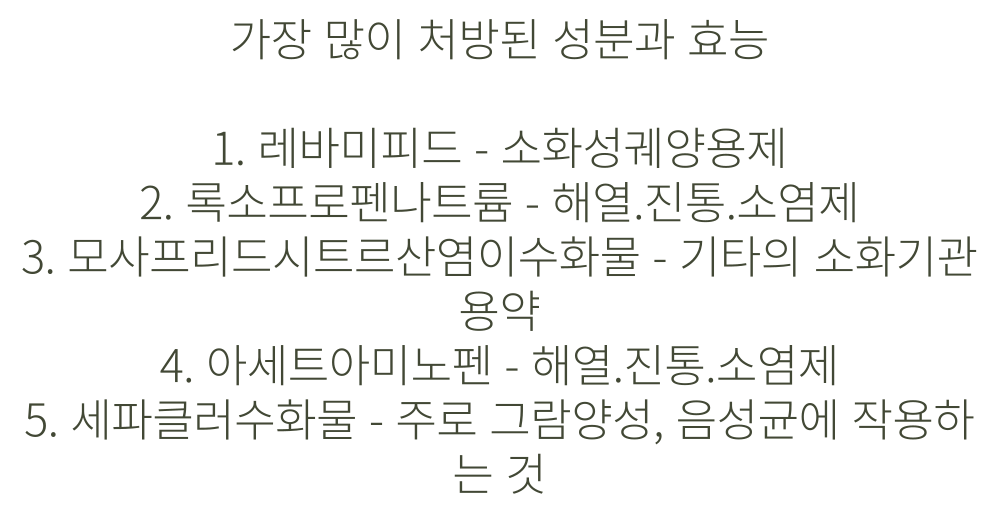 가장 많이 처방된 성분과 효능
1. 레바미피드 - 소화성궤양용제
2. 록소프로펜나트륨 - 해열.진통.소염제
3. 모사프리드시트르산염이수화물 - 기타의 소화기관
용약
4. 아세트아미노펜 - 해열.진통.소염제
5. 세파클러수화물 - 주로 그람양성, 음성균에 작용하
는 것